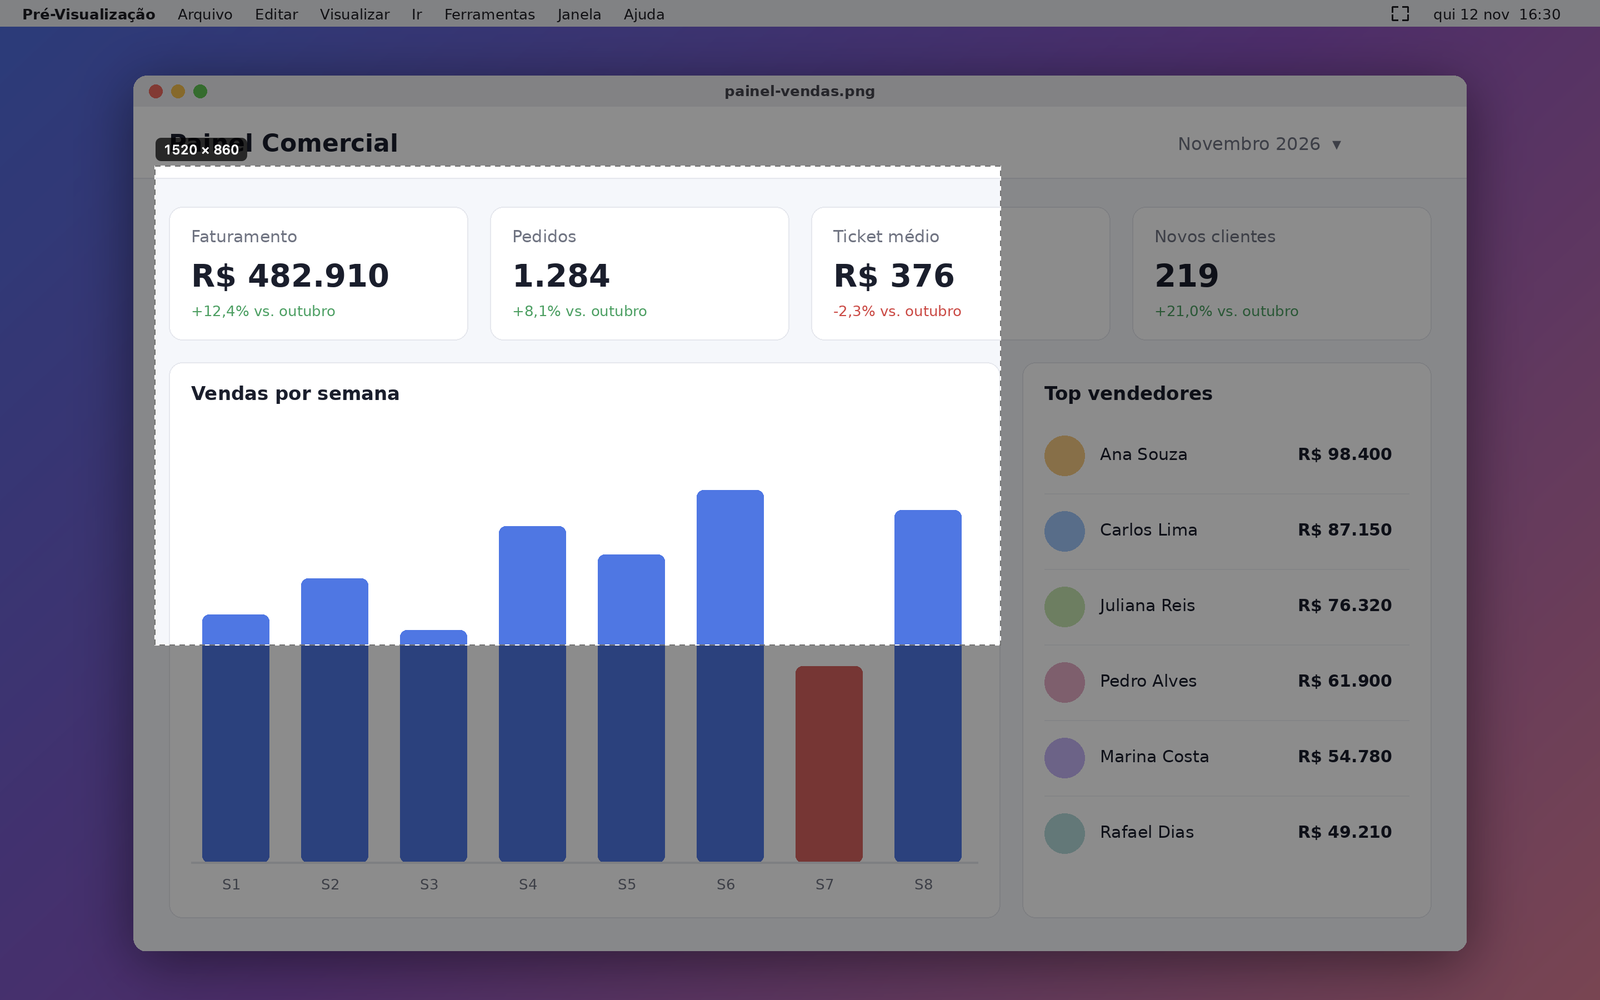 Pré-Visualização Arquivo Editar Visualizar Ir Ferramentas Janela Ajuda qui 12 nov 16:30
painel-vendas.png
Painel Comercial Novembro 2026 ▾
1520 × 860
Faturamento
R$ 482.910
+12,4% vs. outubro
Pedidos
1.284
+8,1% vs. outubro
Ticket médio
R$ 376
-2,3% vs. outubro
Novos clientes
219
+21,0% vs. outubro
Vendas por semana
S1 S2 S3 S4 S5 S6 S7 S8
Top vendedores
Ana Souza R$ 98.400
Carlos Lima R$ 87.150
Juliana Reis R$ 76.320
Pedro Alves R$ 61.900
Marina Costa R$ 54.780
Rafael Dias R$ 49.210